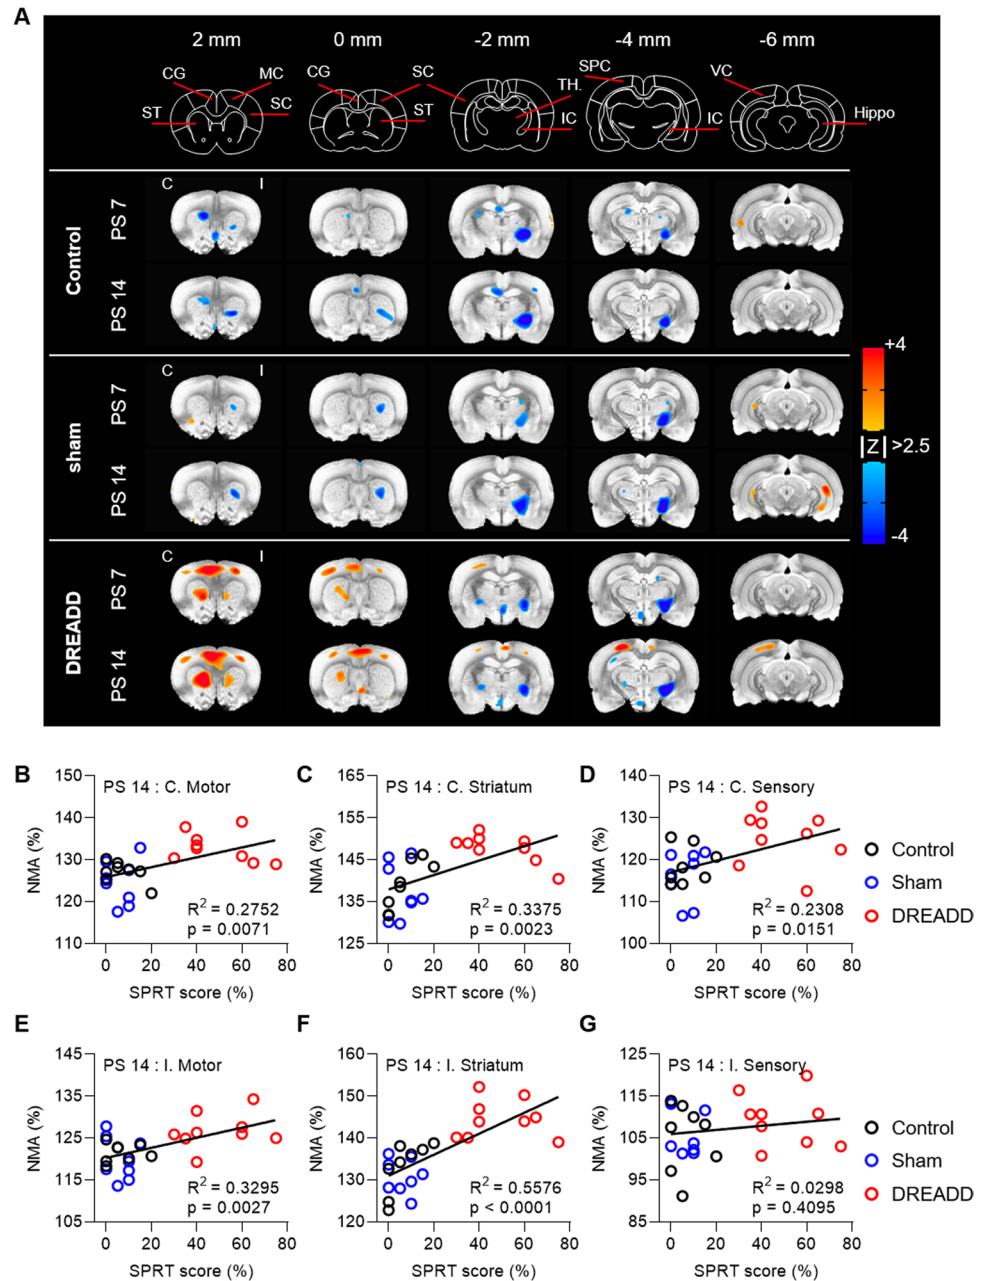 A
2 mm 0 mm -2 mm -4 mm -6 mm
CG MC CG SC SPC VC
TH.
ST SC ST IC IC Hippo
C I
PS 7
Control
PS 14
C I
PS 7
sham
PS 14
C I
PS 7
DREADD
PS 14
+4
|Z| >2.5
-4
B
PS 14 : C. Motor
NMA (%)
150
140
130
120
110
R² = 0.2752
p = 0.0071
0 20 40 60 80
SPRT score (%)
C
PS 14 : C. Striatum
NMA (%)
165
155
145
135
125
R² = 0.3375
p = 0.0023
0 20 40 60 80
SPRT score (%)
D
PS 14 : C. Sensory
NMA (%)
140
130
120
110
100
R² = 0.2308
p = 0.0151
0 20 40 60 80
SPRT score (%)
Control
Sham
DREADD
E
PS 14 : I. Motor
NMA (%)
145
135
125
115
105
R² = 0.3295
p = 0.0027
0 20 40 60 80
SPRT score (%)
F
PS 14 : I. Striatum
NMA (%)
160
150
140
130
120
R² = 0.5576
p < 0.0001
0 20 40 60 80
SPRT score (%)
G
PS 14 : I. Sensory
NMA (%)
125
115
105
95
85
R² = 0.0298
p = 0.4095
0 20 40 60 80
SPRT score (%)
Control
Sham
DREADD